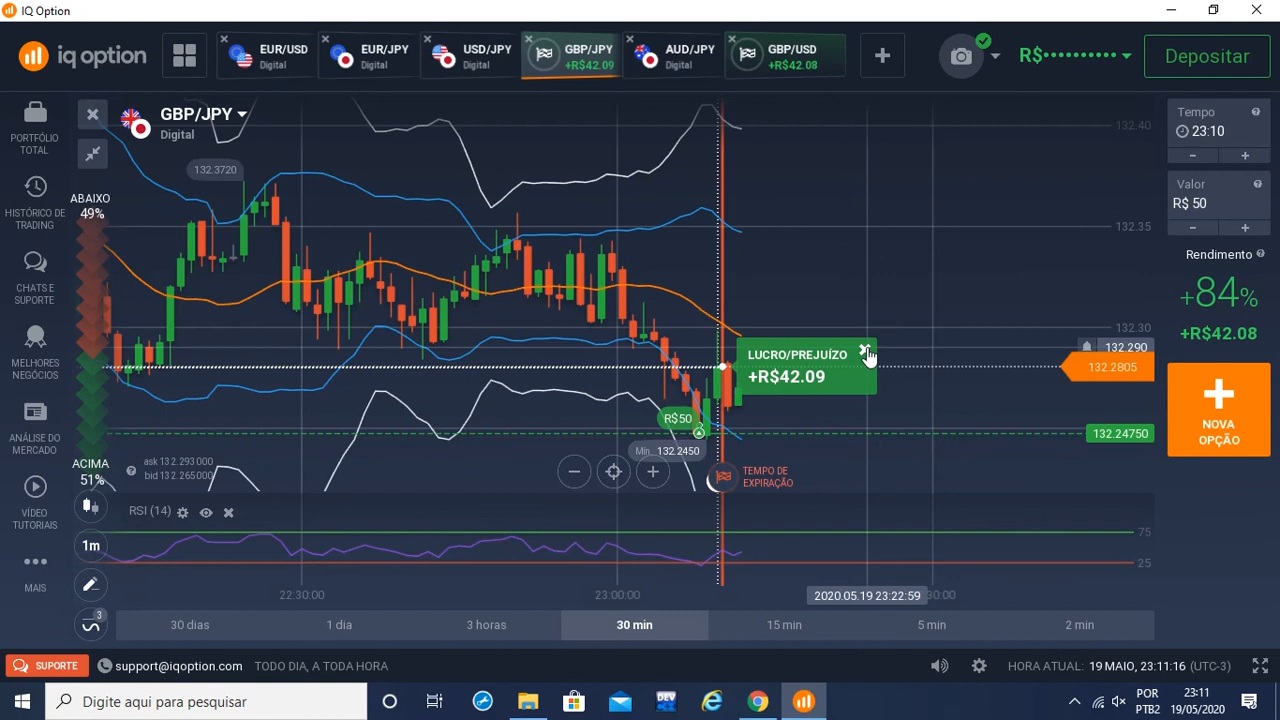 IQ Option
iq option
EUR/USD
Digital
EUR/JPY
Digital
USD/JPY
Digital
GBP/JPY
+R$42.09
AUD/JPY
Digital
GBP/USD
+R$42.08
R$••••••••••
Depositar
PORTFÓLIO
TOTAL
HISTÓRICO DE
TRADING
CHATS E
SUPORTE
MELHORES
NEGÓCIOS
ANÁLISE DO
MERCADO
VÍDEO
TUTORIAIS
MAIS
GBP/JPY
Digital
132.3720
ABAIXO
49%
ACIMA
51%
ask 132.293000
bid 132.265000
LUCRO/PREJUÍZO
+R$42.09
R$50
Mín. 132.2450
TEMPO DE
EXPIRAÇÃO
132.40
132.35
132.30
132.290
132.2805
132.24750
RSI (14)
75
25
1m
3
22:30:00
23:00:00
2020.05.19 23:22:59
30:00
30 dias
1 dia
3 horas
30 min
15 min
5 min
2 min
Tempo
23:10
- +
Valor
R$ 50
- +
Rendimento
+84%
+R$42.08
NOVA
OPÇÃO
SUPORTE
support@iqoption.com
TODO DIA, A TODA HORA
HORA ATUAL: 19 MAIO, 23:11:16 (UTC-3)
Digite aqui para pesquisar
DEV
POR
PTB2
23:11
19/05/2020